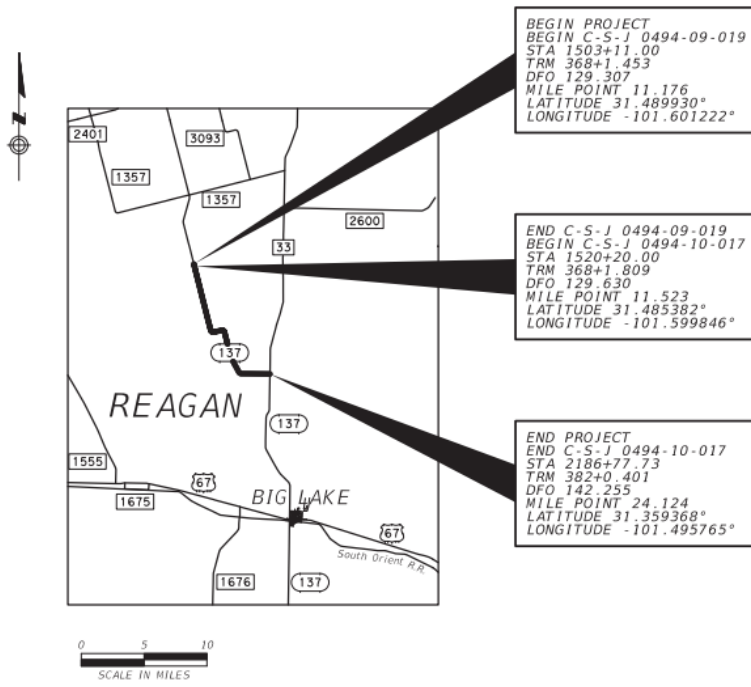 BEGIN PROJECT
BEGIN C-S-J 0494-09-019
STA 1503+11.00
TRM 368+1.453
DFO 129.307
MILE POINT 11.176
LATITUDE 31.489930°
LONGITUDE -101.601222°
N
2401
3093
1357
1357
2600
33
END C-S-J 0494-09-019
BEGIN C-S-J 0494-10-017
STA 1520+20.00
TRM 368+1.809
DFO 129.630
MILE POINT 11.523
LATITUDE 31.485382°
LONGITUDE -101.599846°
137
REAGAN
137
END PROJECT
END C-S-J 0494-10-017
STA 2186+77.73
TRM 382+0.401
DFO 142.255
MILE POINT 24.124
LATITUDE 31.359368°
LONGITUDE -101.495765°
1555
67
1675
BIG LAKE
67
South Orient R.R.
1676
137
0 5 10
SCALE IN MILES